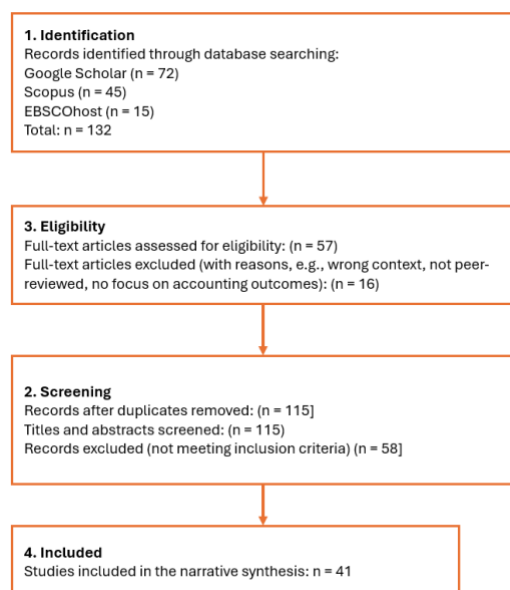 1. Identification
Records identified through database searching:
Google Scholar (n = 72)
Scopus (n = 45)
EBSCOhost (n = 15)
Total: n = 132
3. Eligibility
Full-text articles assessed for eligibility: (n = 57)
Full-text articles excluded (with reasons, e.g., wrong context, not peer-
reviewed, no focus on accounting outcomes): (n = 16)
2. Screening
Records after duplicates removed: (n = 115]
Titles and abstracts screened: (n = 115)
Records excluded (not meeting inclusion criteria) (n = 58]
4. Included
Studies included in the narrative synthesis: n = 41